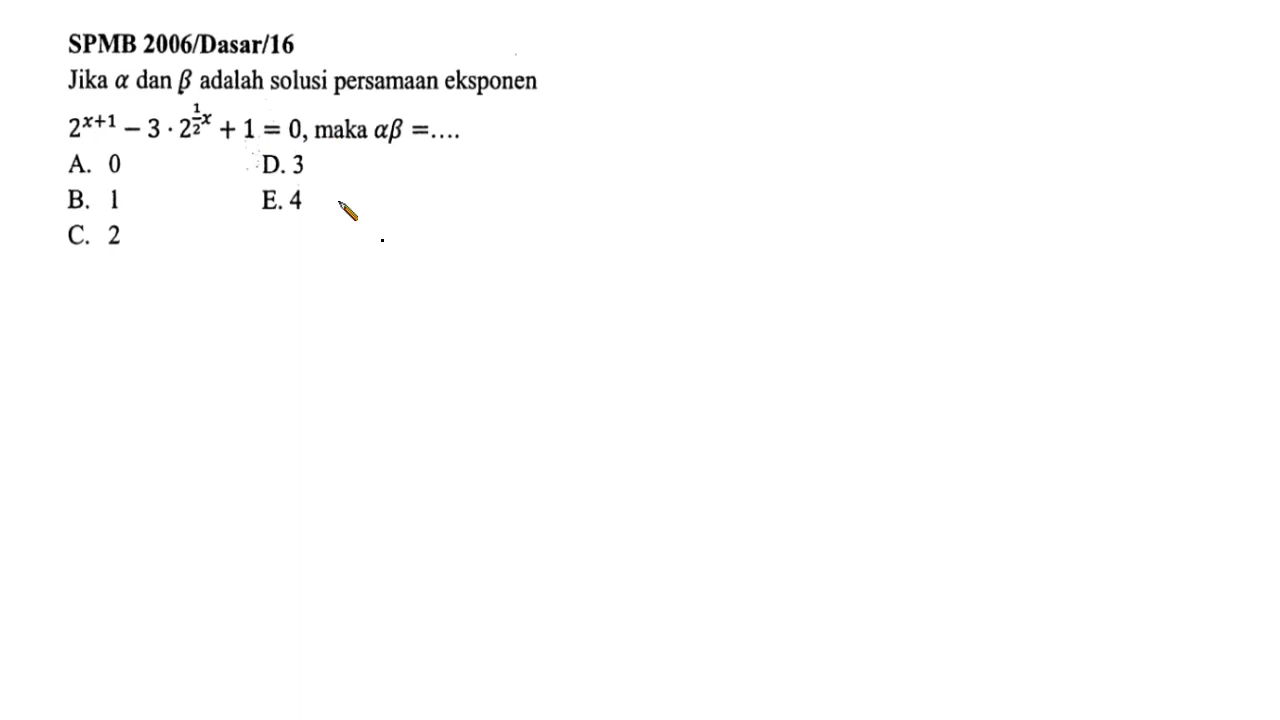 SPMB 2006/Dasar/16
Jika α dan β adalah solusi persamaan eksponen
2^{x+1} − 3 · 2^{\frac{1}{2}x} + 1 = 0, maka αβ =....
A. 0 D. 3
B. 1 E. 4
C. 2